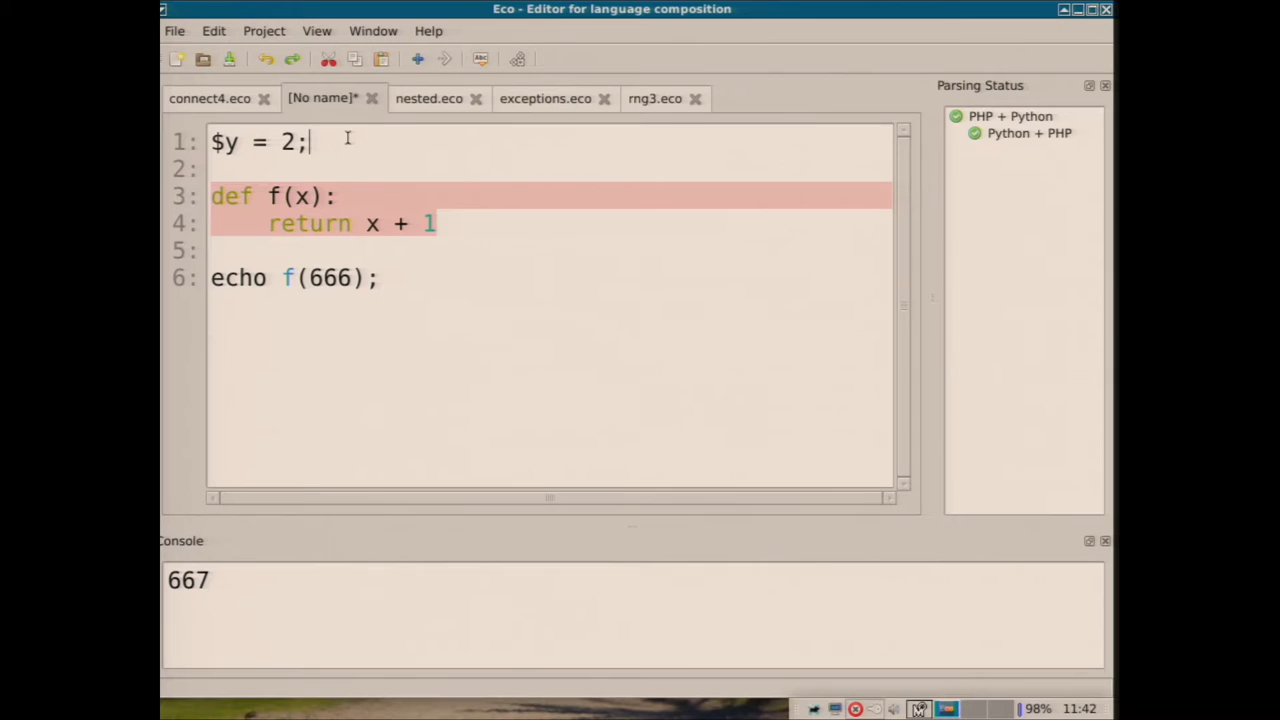 Eco - Editor for language composition
File Edit Project View Window Help
Abc
connect4.eco [No name]* nested.eco exceptions.eco rng3.eco
Parsing Status
PHP + Python
Python + PHP
1: $y = 2;
2:
3: def f(x):
4:     return x + 1
5:
6: echo f(666);
Console
667
98% 11:42